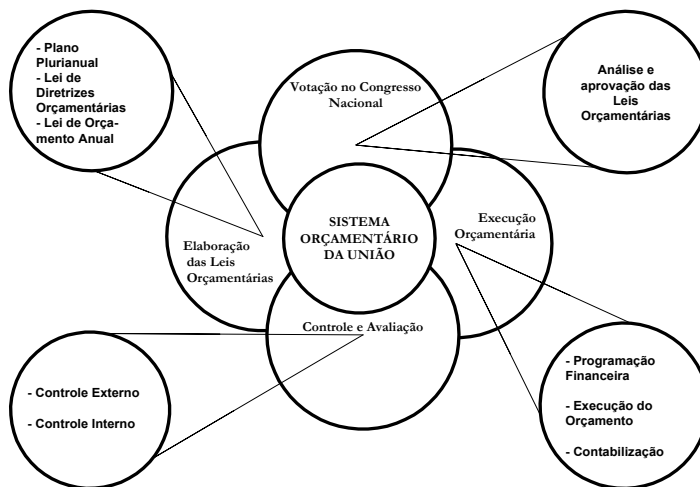 - Plano
Plurianual
- Lei de
Diretrizes
Orçamentárias
- Lei de Orça-
mento Anual
Votação no Congresso
Nacional
Análise e
aprovação das
Leis
Orçamentárias
Elaboração
das Leis
Orçamentárias
SISTEMA
ORÇAMENTÁRIO
DA UNIÃO
Execução
Orçamentária
Controle e Avaliação
- Controle Externo
- Controle Interno
- Programação
Financeira
- Execução do
Orçamento
- Contabilização